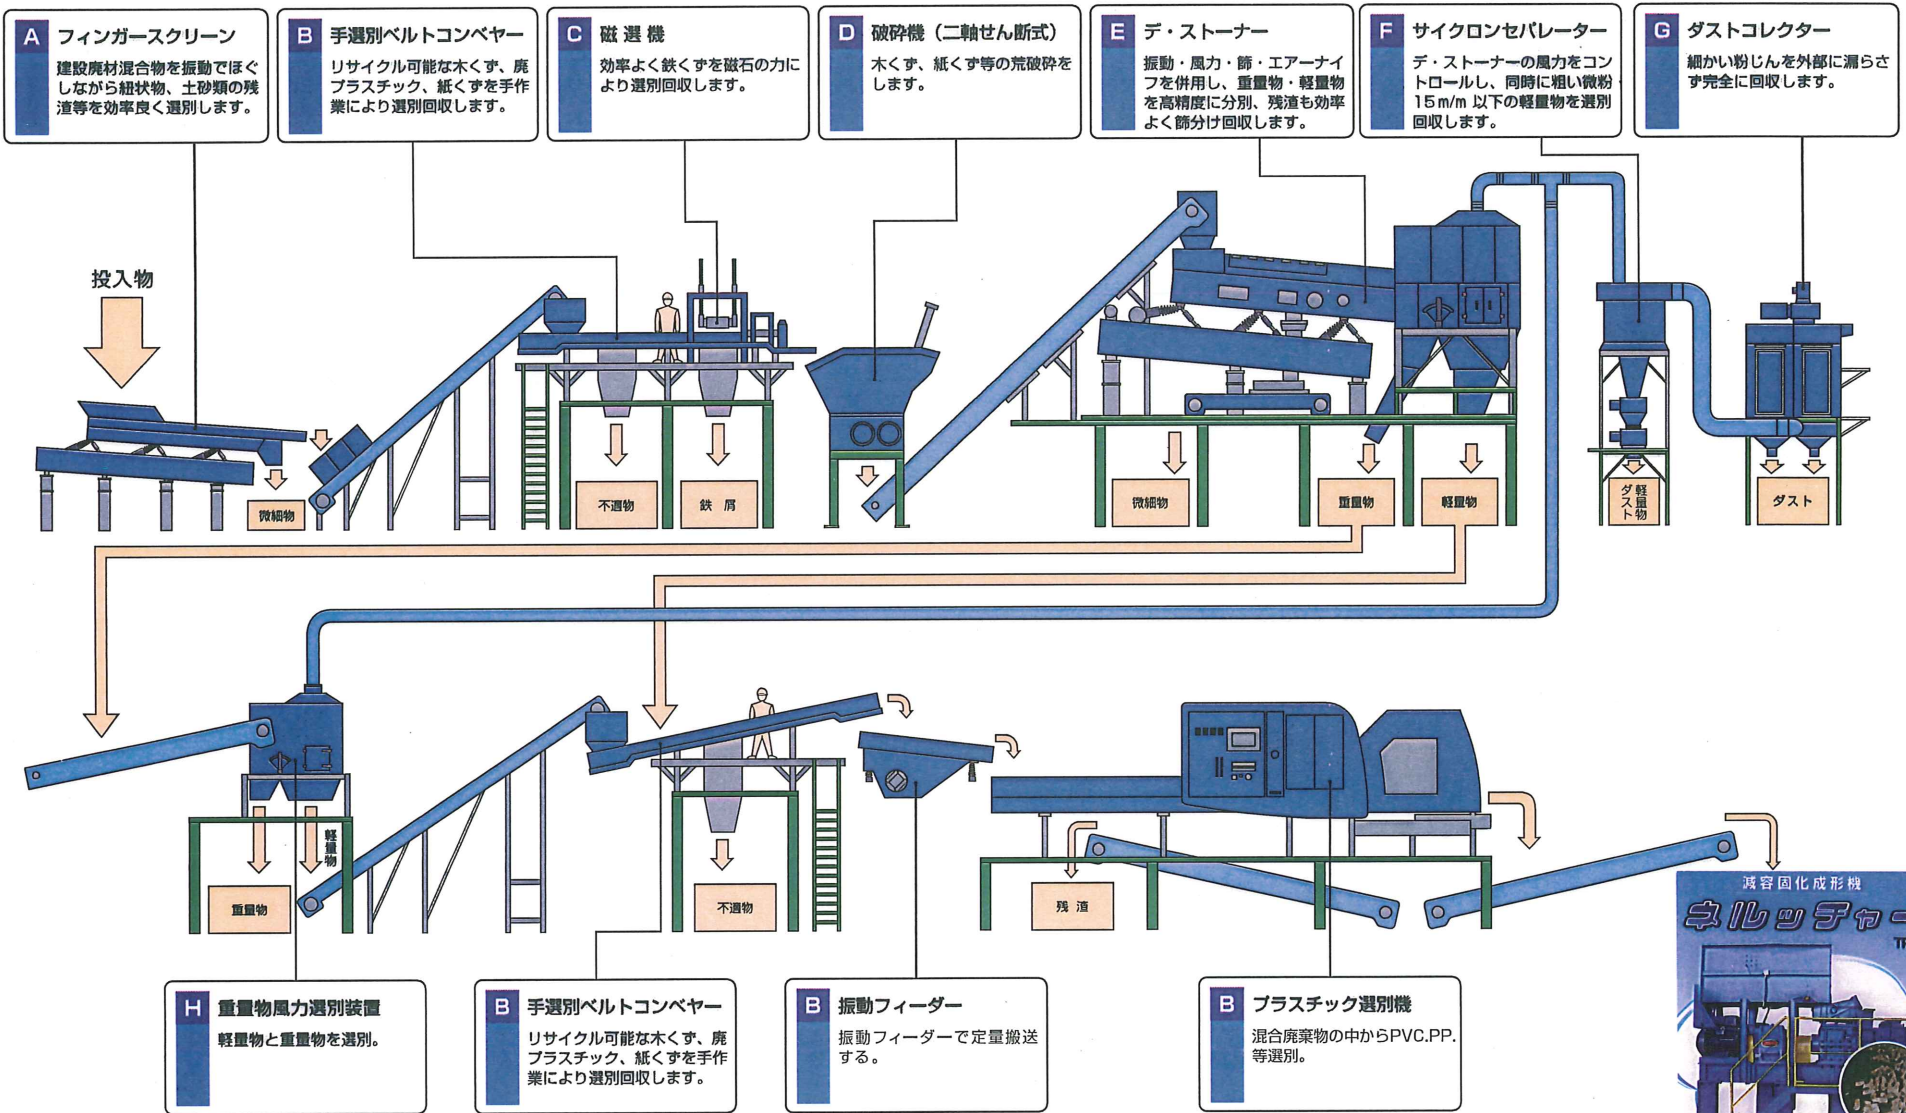 A フィンガースクリーン
建設廃材混合物を振動でほぐ
しながら紐状物、土砂類の残
渣等を効率良く選別します。
B 手選別ベルトコンベヤー
リサイクル可能な木くず、廃
プラスチック、紙くずを手作
業により選別回収します。
C 磁選機
効率よく鉄くずを磁石の力に
より選別回収します。
D 破砕機（二軸せん断式）
木くず、紙くず等の荒破砕を
します。
E デ・ストーナー
振動・風力・篩・エアーナイ
フを併用し、重量物・軽量物
を高精度に分別、残渣も効率
よく篩分け回収します。
F サイクロンセパレーター
デ・ストーナーの風力をコン
トロールし、同時に粗い微粉
15m/m 以下の軽量物を選別
回収します。
G ダストコレクター
細かい粉じんを外部に漏らさ
ず完全に回収します。
投入物
微細物
不適物
鉄屑
微細物
重量物
軽量物
軽量物
ダスト
ダスト
軽量物
重量物
不適物
残渣
減容固化成形機
ネルッチャー
H 重量物風力選別装置
軽量物と重量物を選別。
B 手選別ベルトコンベヤー
リサイクル可能な木くず、廃
プラスチック、紙くずを手作
業により選別回収します。
B 振動フィーダー
振動フィーダーで定量搬送
する。
B プラスチック選別機
混合廃棄物の中からPVC.PP.
等選別。